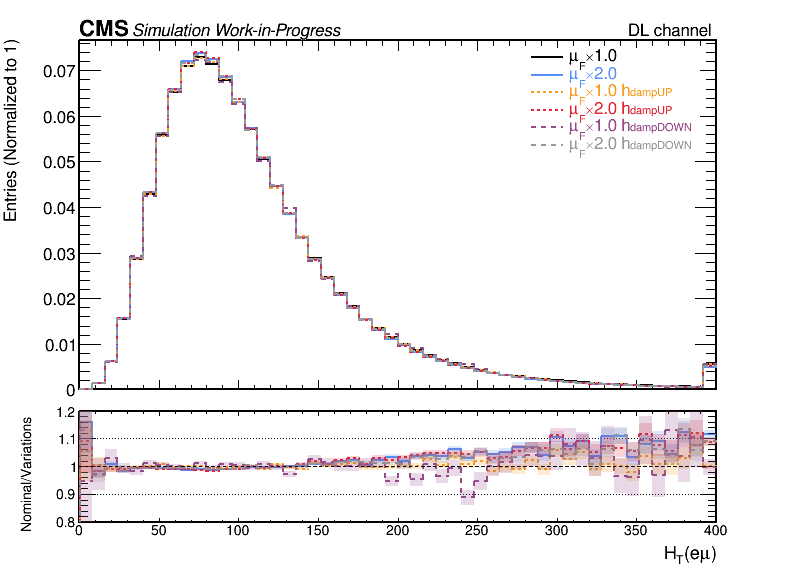 CMS Simulation Work-in-Progress DL channel
Entries (Normalized to 1)
0.07
0.06
0.05
0.04
0.03
0.02
0.01
0
μF×1.0
μF×2.0
μF×1.0 hdampUP
μF×2.0 hdampUP
μF×1.0 hdampDOWN
μF×2.0 hdampDOWN
Nominal/Variations
1.2
1.1
1
0.9
0.8
0 50 100 150 200 250 300 350 400
HT(eμ)